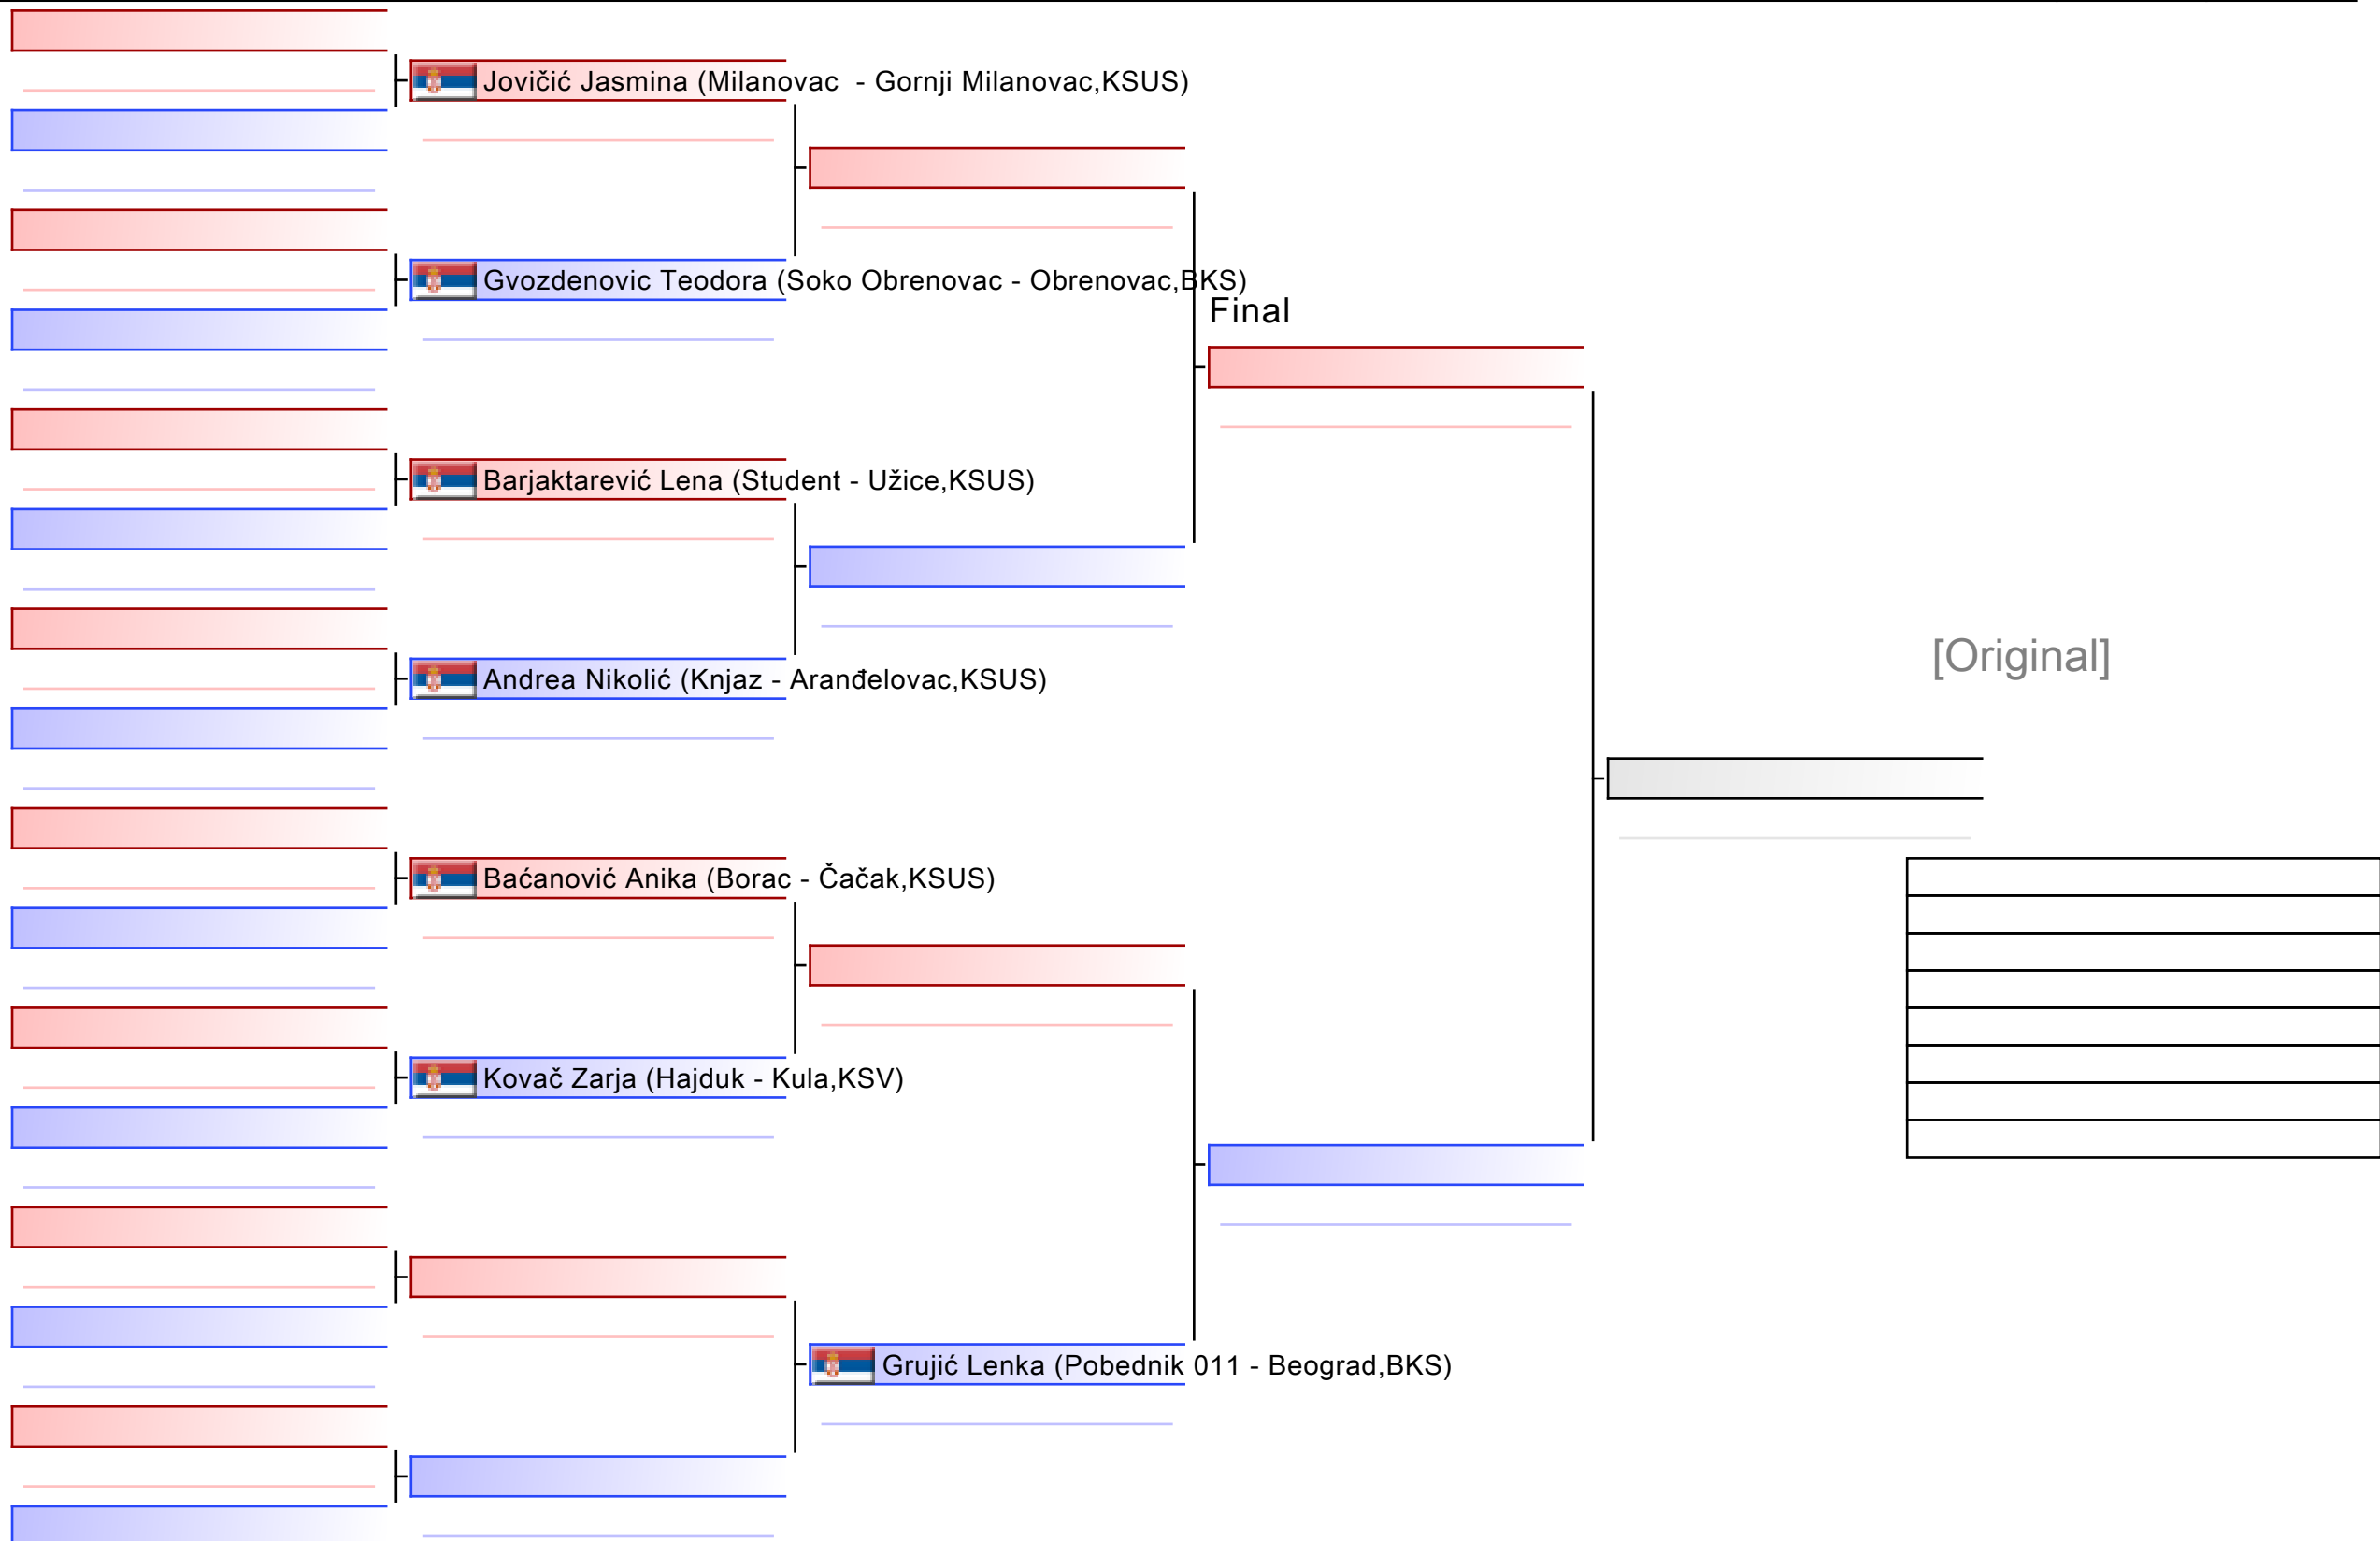 Jovičić Jasmina (Milanovac  - Gornji Milanovac,KSUS)
Gvozdenovic Teodora (Soko Obrenovac - Obrenovac,BKS)
Final
Barjaktarević Lena (Student - Užice,KSUS)
[Original]
Andrea Nikolić (Knjaz - Aranđelovac,KSUS)
Baćanović Anika (Borac - Čačak,KSUS)
Kovač Zarja (Hajduk - Kula,KSV)
Grujić Lenka (Pobednik 011 - Beograd,BKS)